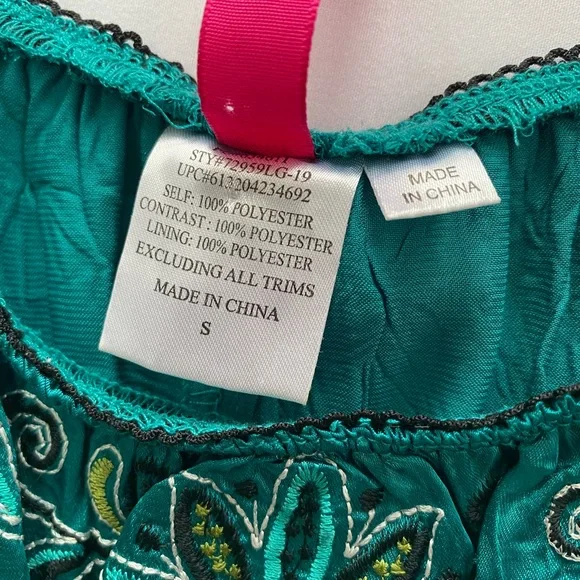 STY#72959LG-19
UPC#613204234692
SELF: 100% POLYESTER
CONTRAST : 100% POLYESTER
LINING: 100% POLYESTER
EXCLUDING ALL TRIMS
MADE IN CHINA
S
MADE
IN CHINA